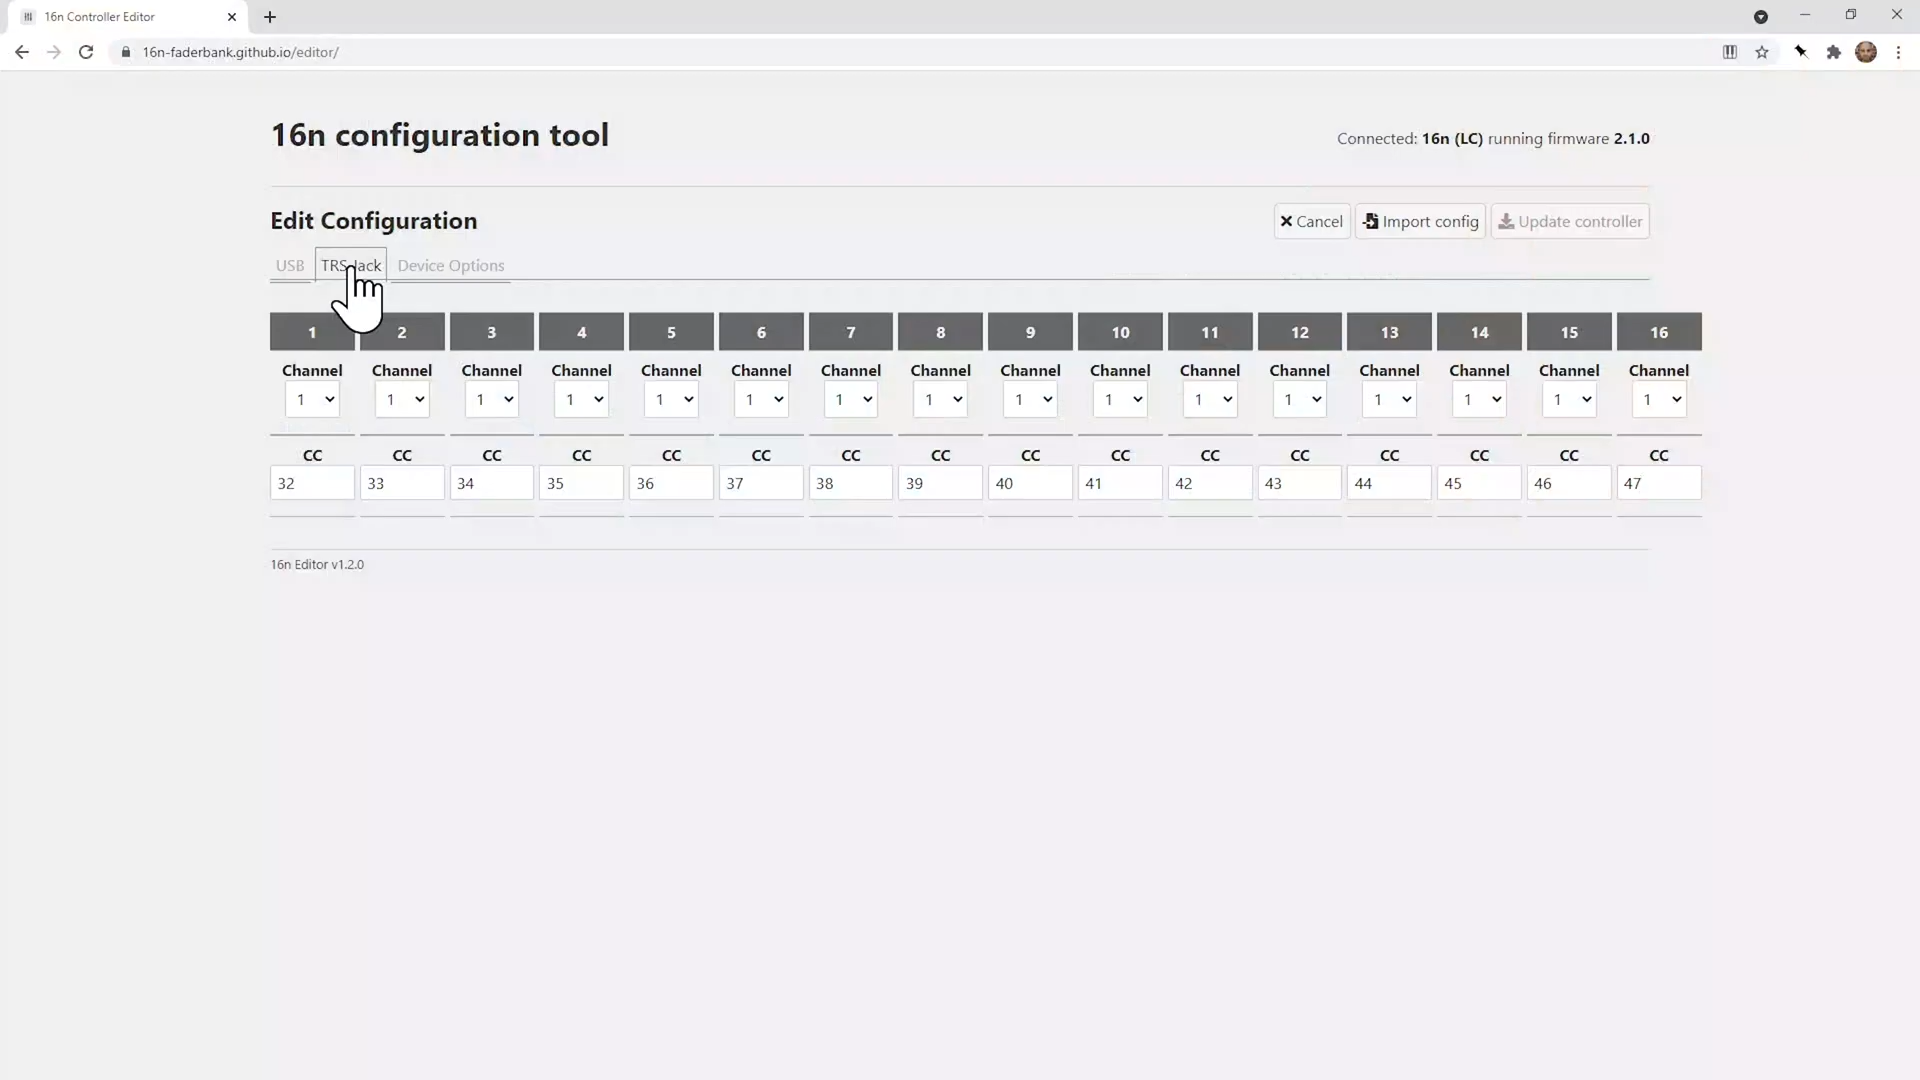 16n Controller Editor
16n-faderbank.github.io/editor/
16n configuration tool
Connected: 16n (LC) running firmware 2.1.0
Edit Configuration
Cancel
Import config
Update controller
USB
TRS Jack
Device Options
1 2 3 4 5 6 7 8 9 10 11 12 13 14 15 16
Channel Channel Channel Channel Channel Channel Channel Channel Channel Channel Channel Channel Channel Channel Channel Channel
1 1 1 1 1 1 1 1 1 1 1 1 1 1 1 1
CC CC CC CC CC CC CC CC CC CC CC CC CC CC CC CC
32 33 34 35 36 37 38 39 40 41 42 43 44 45 46 47
16n Editor v1.2.0